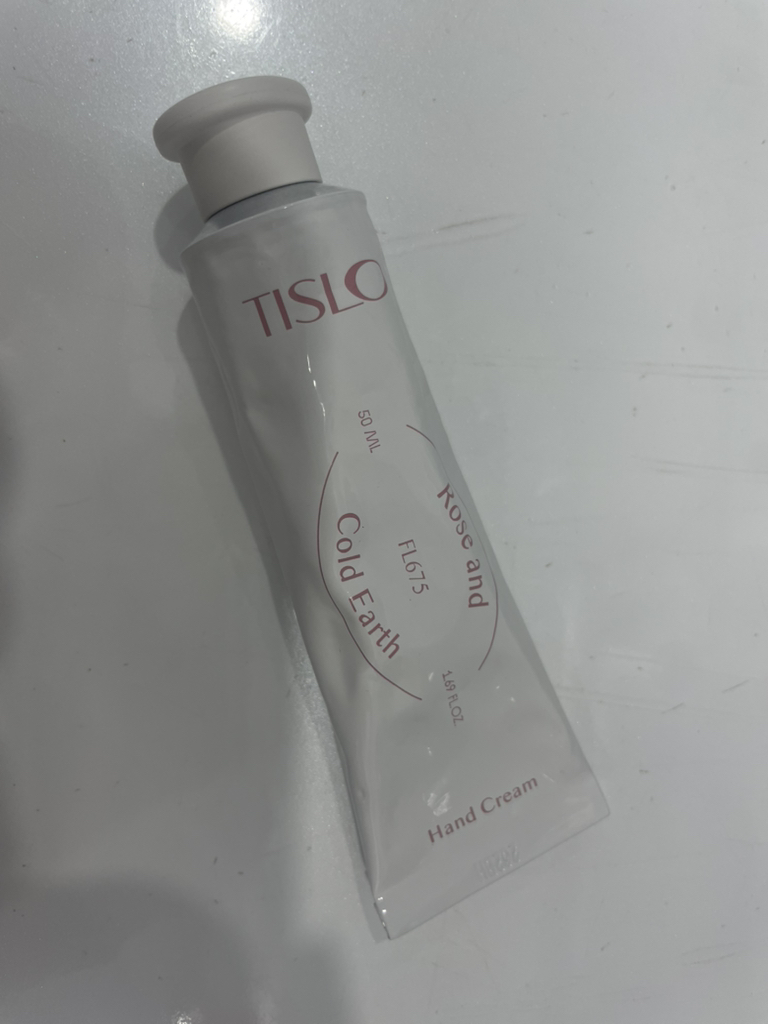 TISLO
50 ML
Rose and
FL675
Cold Earth
1.69 FL.OZ.
Hand Cream